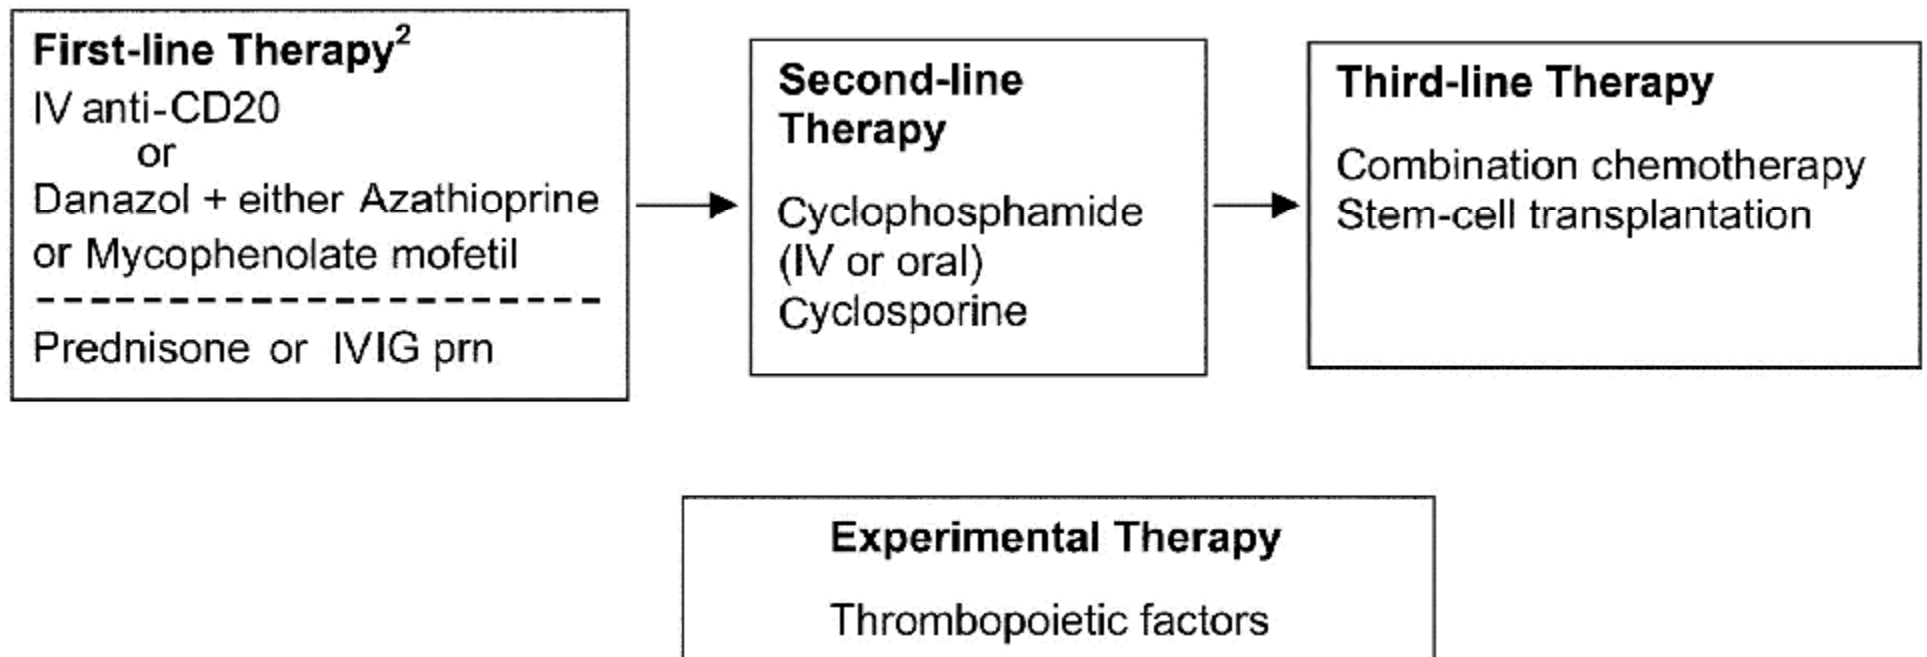 First-line Therapy²
IV anti-CD20
or
Danazol + either Azathioprine
or Mycophenolate mofetil
Prednisone or IVIG prn
Second-line
Therapy
Cyclophosphamide
(IV or oral)
Cyclosporine
Third-line Therapy
Combination chemotherapy
Stem-cell transplantation
Experimental Therapy
Thrombopoietic factors